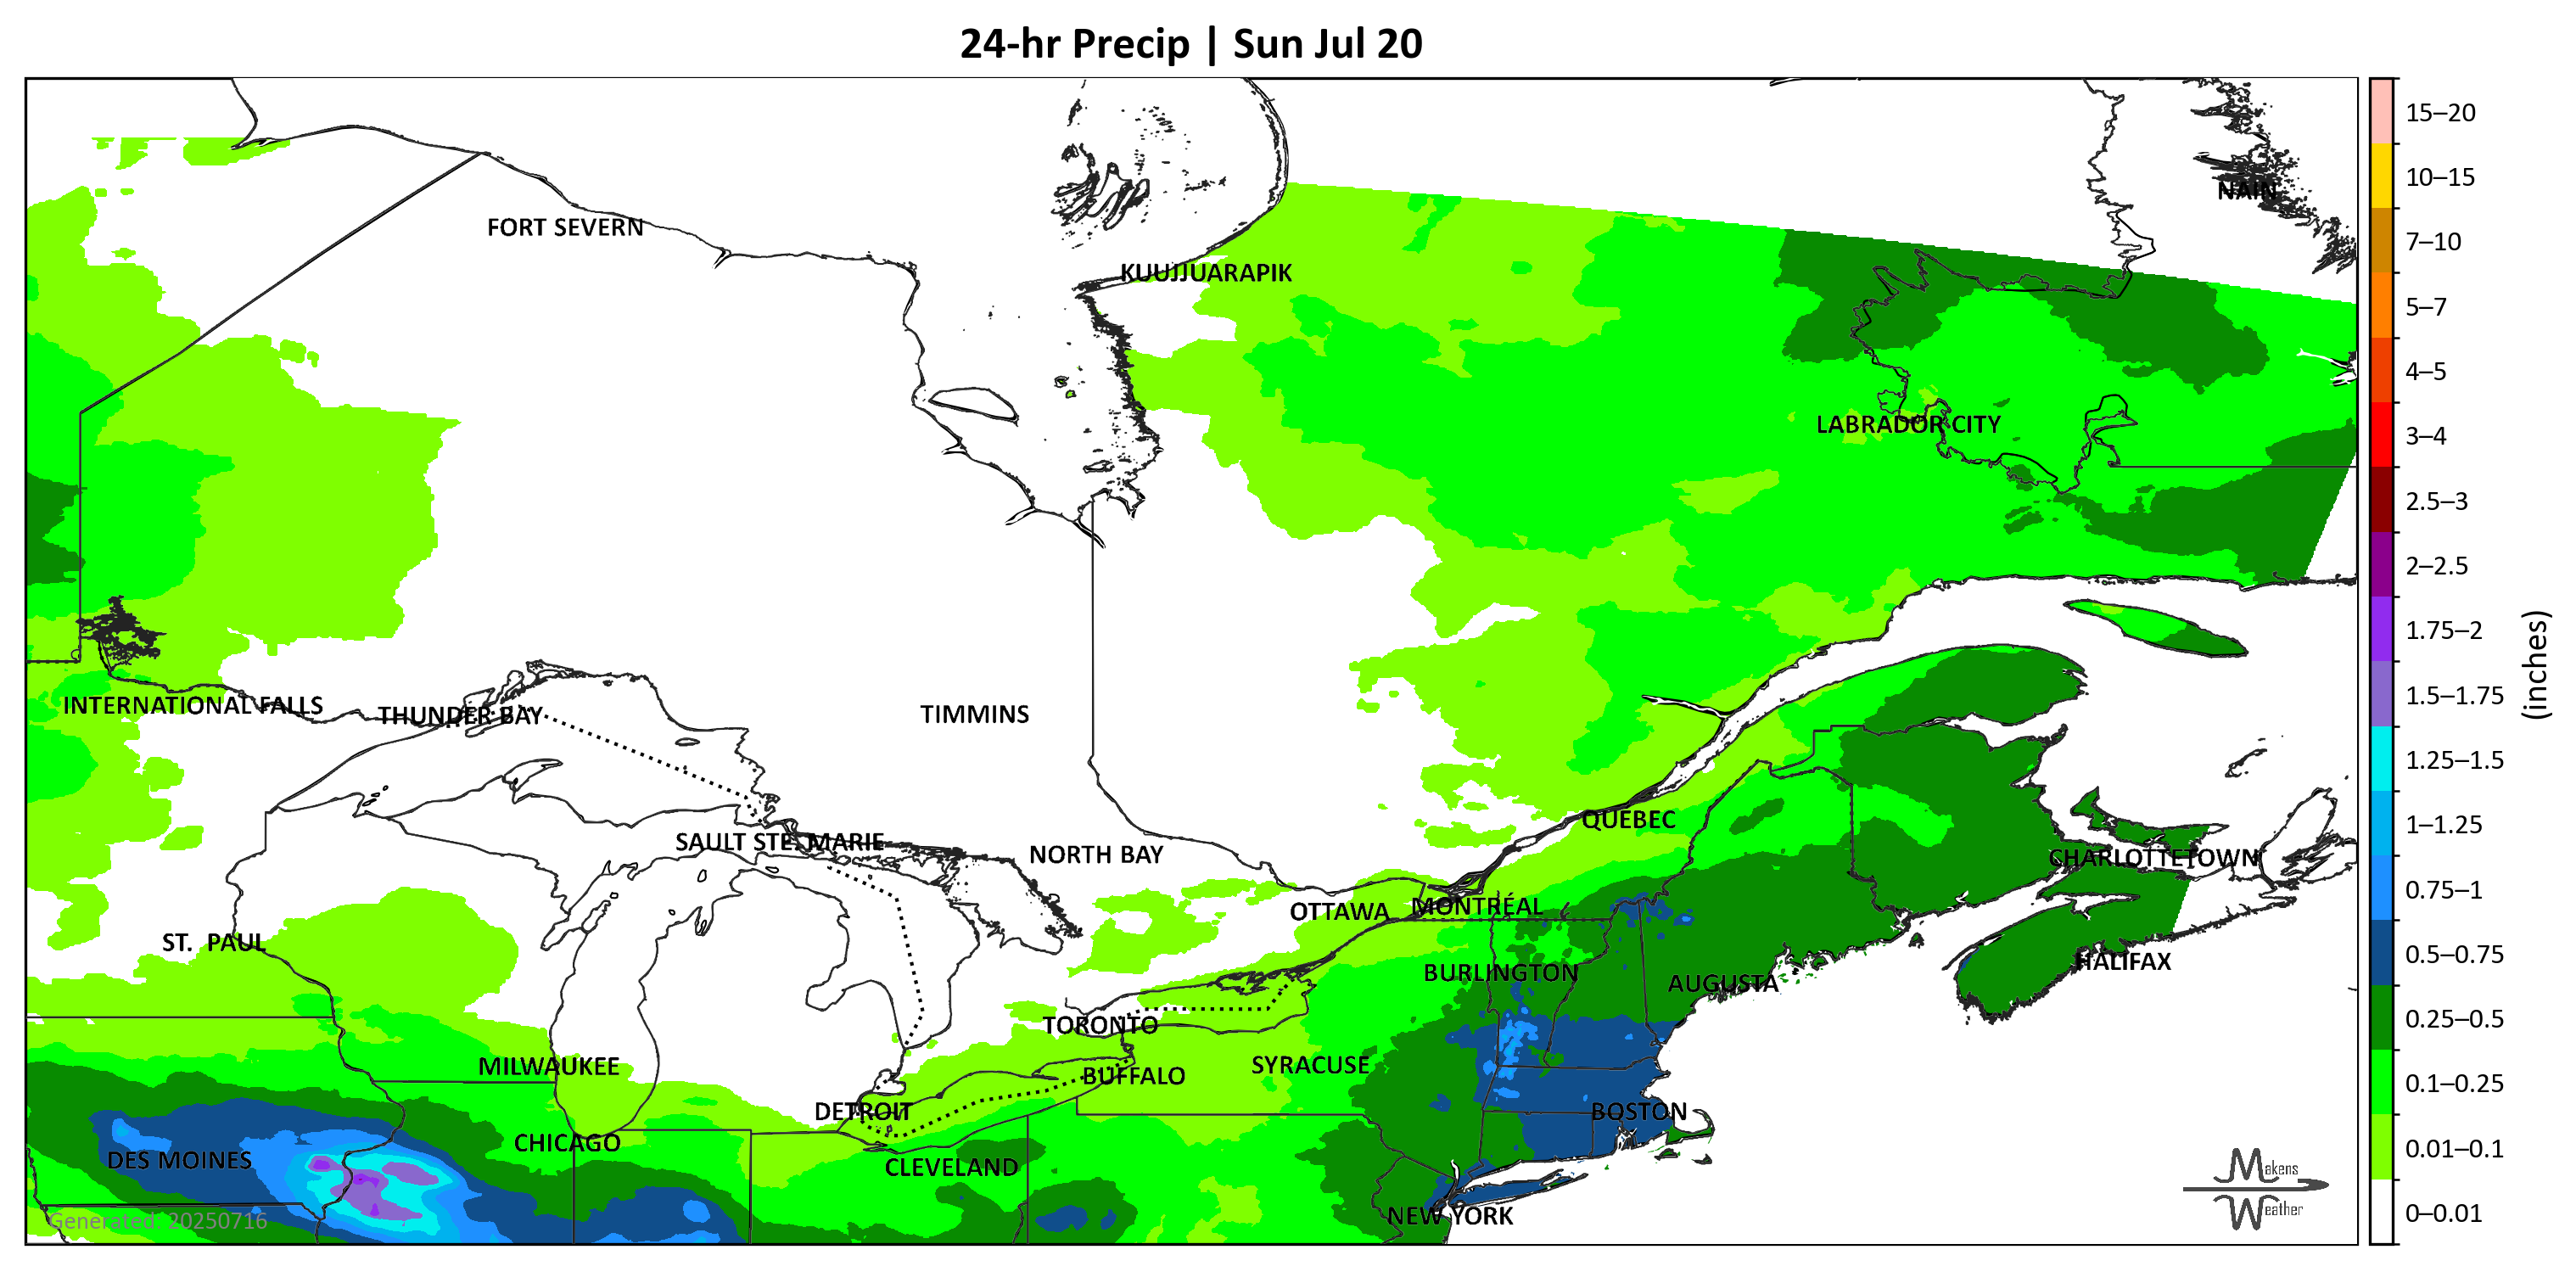 24-hr Precip | Sun Jul 20
NAIN
FORT SEVERN
KUUJJUARAPIK
LABRADOR CITY
INTERNATIONAL FALLS
THUNDER BAY
TIMMINS
QUÉBEC
SAULT STE. MARIE
NORTH BAY
CHARLOTTETOWN
OTTAWA
MONTRÉAL
ST. PAUL
HALIFAX
BURLINGTON
AUGUSTA
TORONTO
MILWAUKEE
SYRACUSE
BUFFALO
DETROIT
BOSTON
CHICAGO
DES MOINES
CLEVELAND
NEW YORK
Generated: 20250716
Makens
Weather
15–20
10–15
7–10
5–7
4–5
3–4
2.5–3
2–2.5
1.75–2
1.5–1.75
1.25–1.5
1–1.25
0.75–1
0.5–0.75
0.25–0.5
0.1–0.25
0.01–0.1
0–0.01
(inches)